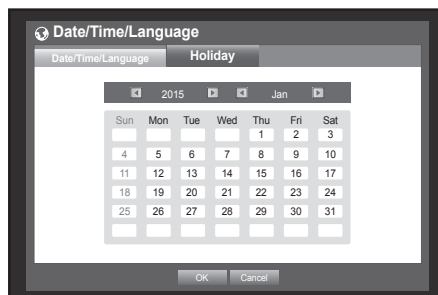 Date/Time/Language
Date/Time/Language Holiday
2015 Jan
Sun Mon Tue Wed Thu Fri Sat
1 2 3
4 5 6 7 8 9 10
11 12 13 14 15 16 17
18 19 20 21 22 23 24
25 26 27 28 29 30 31
OK Cancel